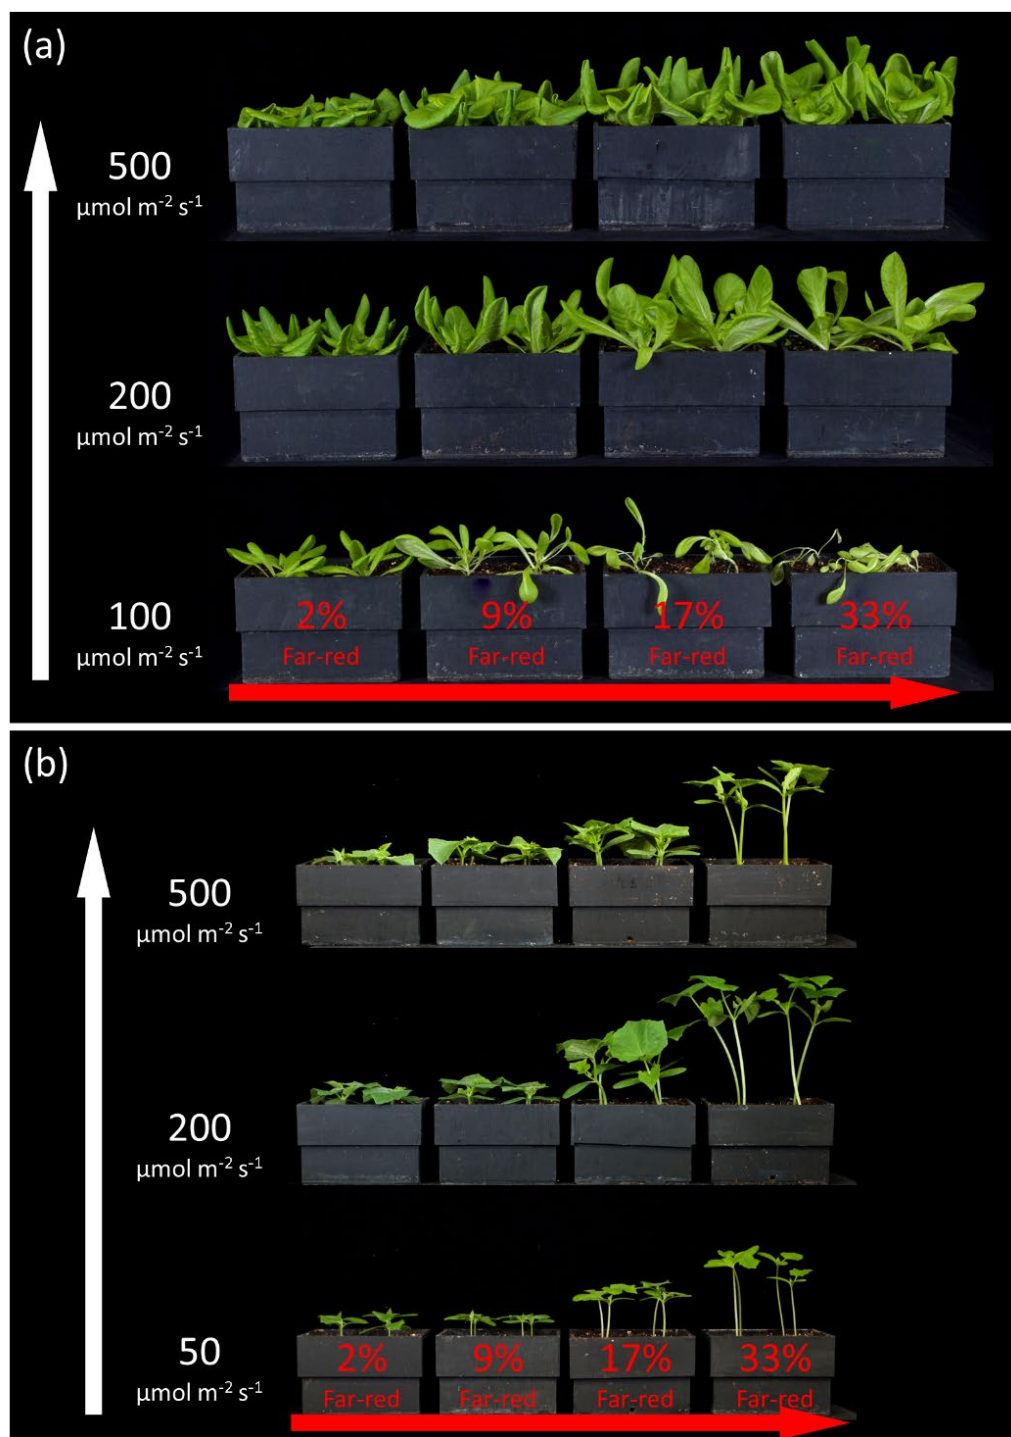 (a)
500
µmol m⁻² s⁻¹
200
µmol m⁻² s⁻¹
100
µmol m⁻² s⁻¹
2% 9% 17% 33%
Far-red Far-red Far-red Far-red
(b)
500
µmol m⁻² s⁻¹
200
µmol m⁻² s⁻¹
50
µmol m⁻² s⁻¹
2% 9% 17% 33%
Far-red Far-red Far-red Far-red